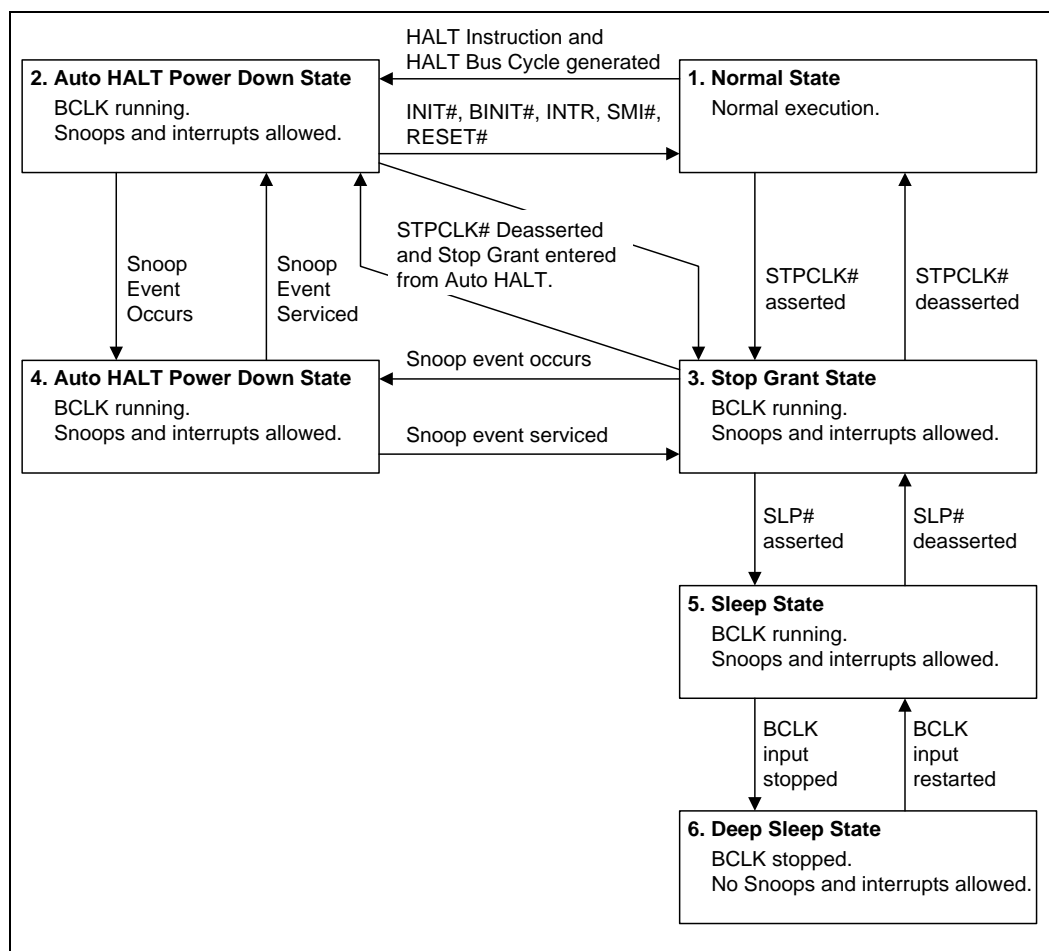 HALT Instruction and
HALT Bus Cycle generated
2. Auto HALT Power Down State
BCLK running.
Snoops and interrupts allowed.
1. Normal State
Normal execution.
INIT#, BINIT#, INTR, SMI#,
RESET#
STPCLK# Deasserted
and Stop Grant entered
from Auto HALT.
Snoop
Event
Occurs
Snoop
Event
Serviced
STPCLK#
asserted
STPCLK#
deasserted
4. Auto HALT Power Down State
BCLK running.
Snoops and interrupts allowed.
Snoop event occurs
Snoop event serviced
3. Stop Grant State
BCLK running.
Snoops and interrupts allowed.
SLP#
asserted
SLP#
deasserted
5. Sleep State
BCLK running.
Snoops and interrupts allowed.
BCLK
input
stopped
BCLK
input
restarted
6. Deep Sleep State
BCLK stopped.
No Snoops and interrupts allowed.